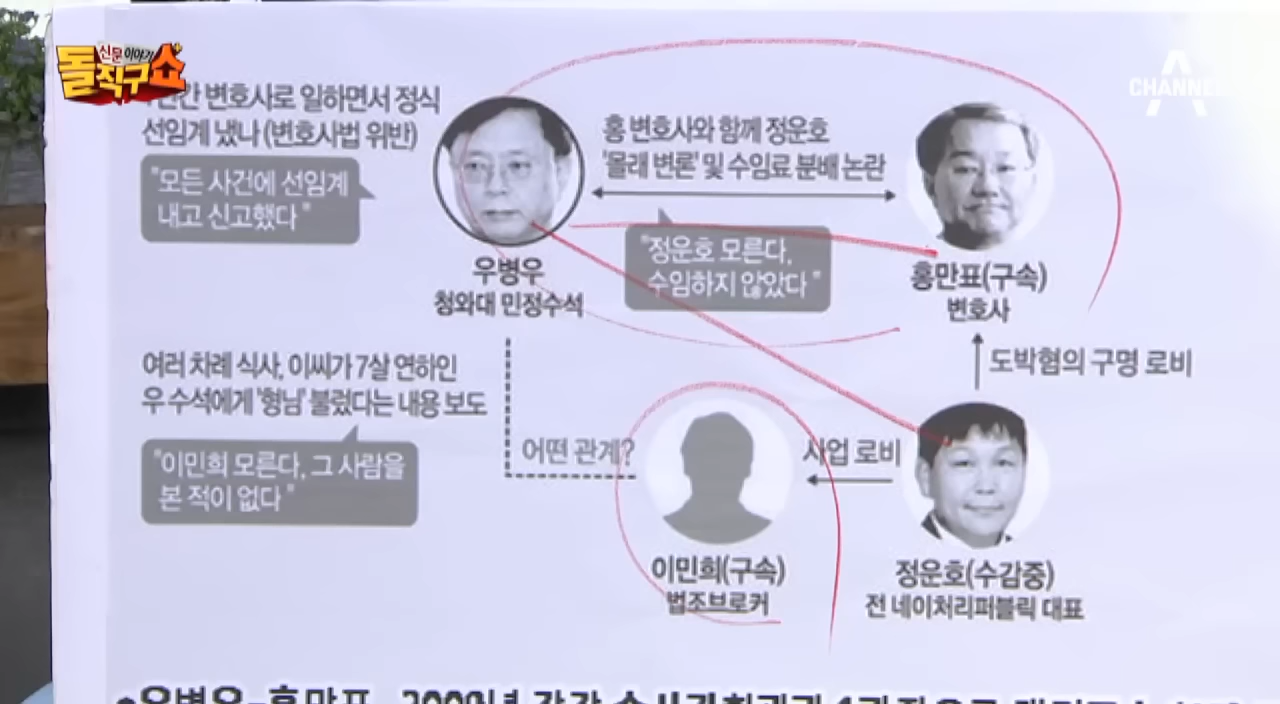 신문이야기
돌직구쇼
CHANNEL A
변호사로 일하면서 정식
선임계 냈나 (변호사법 위반)
"모든 사건에 선임계
내고 신고했다"
홍 변호사와 함께 정운호
'몰래 변론' 및 수임료 분배 논란
"정운호 모른다,
수임하지 않았다"
우병우
청와대 민정수석
홍만표(구속)
변호사
도박혐의 구명 로비
여러 차례 식사, 이씨가 7살 연하인
우 수석에게 '형님' 불렀다는 내용 보도
"이민희 모른다, 그 사람을
본 적이 없다"
어떤 관계?
사업 로비
이민희(구속)
법조브로커
정운호(수감중)
전 네이처리퍼블릭 대표